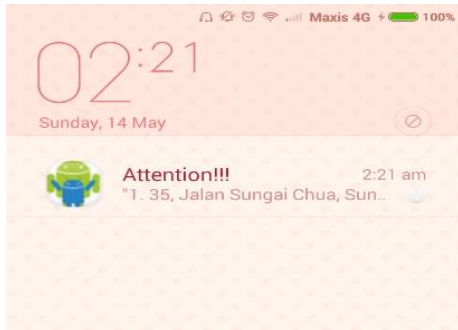 Maxis 4G 100%
02:21
Sunday, 14 May
Attention!!! 2:21 am
"1. 35, Jalan Sungai Chua, Sun..